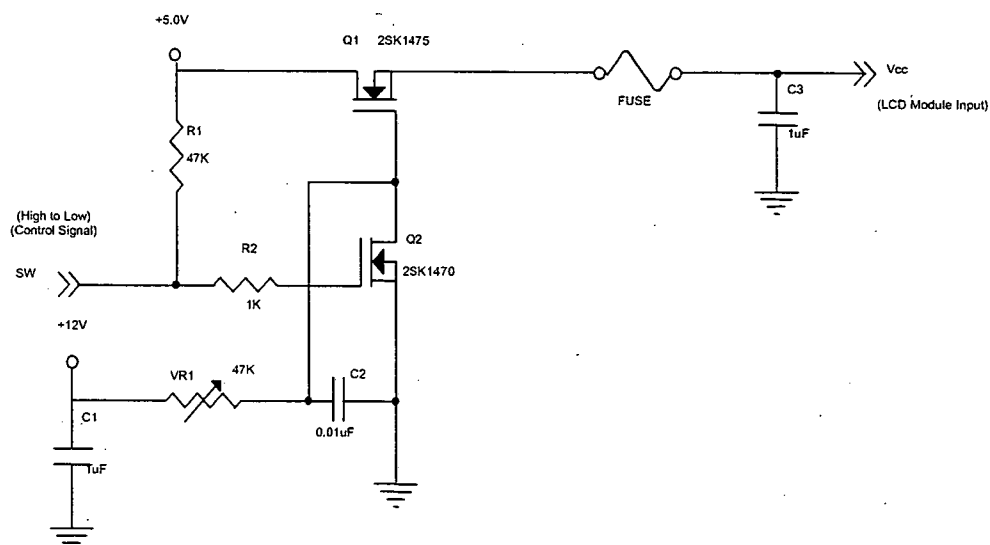 +5.0V
Q1 2SK1475
Vcc
FUSE
C3
(LCD Module Input)
R1
1uF
47K
(High to Low)
(Control Signal)
R2
Q2
SW
2SK1470
1K
+12V
VR1 47K
C2
C1
0.01uF
1uF